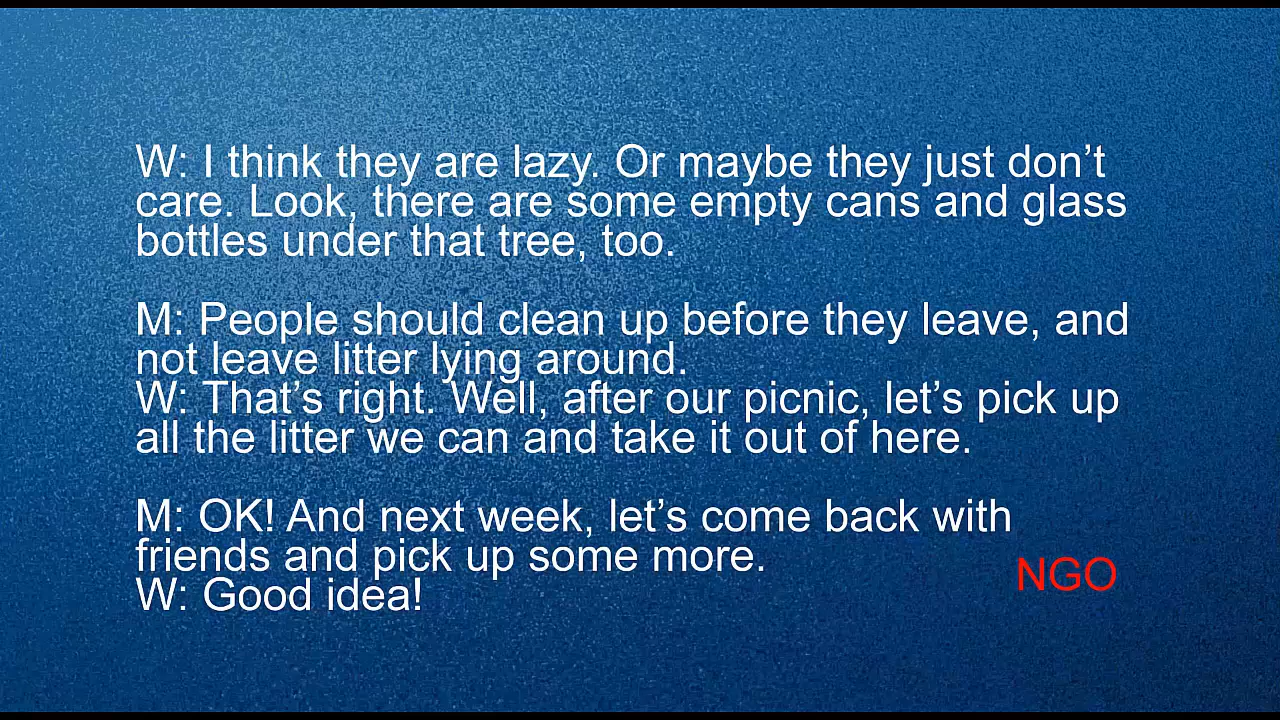 W: I think they are lazy. Or maybe they just don’t
care. Look, there are some empty cans and glass
bottles under that tree, too.
M: People should clean up before they leave, and
not leave litter lying around.
W: That’s right. Well, after our picnic, let’s pick up
all the litter we can and take it out of here.
M: OK! And next week, let’s come back with
friends and pick up some more.
NGO
W: Good idea!